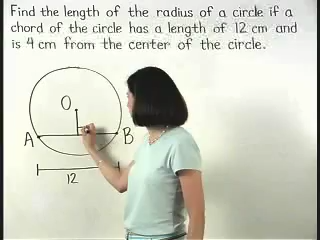 Find the length of the radius of a circle if a
chord of the circle has a length of 12 cm and
is 4 cm from the center of the circle.
O
A B
12